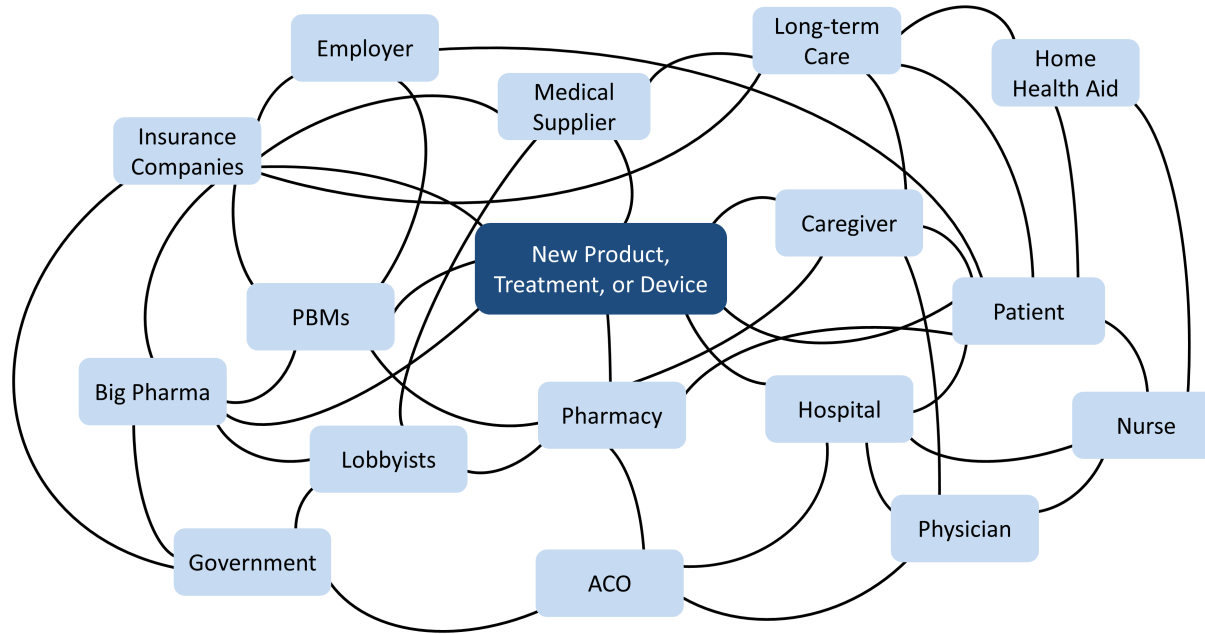 Employer
Long-term
Care
Home
Health Aid
Medical
Supplier
Insurance
Companies
Caregiver
New Product,
Treatment, or Device
PBMs
Patient
Big Pharma
Pharmacy
Hospital
Nurse
Lobbyists
Physician
Government
ACO